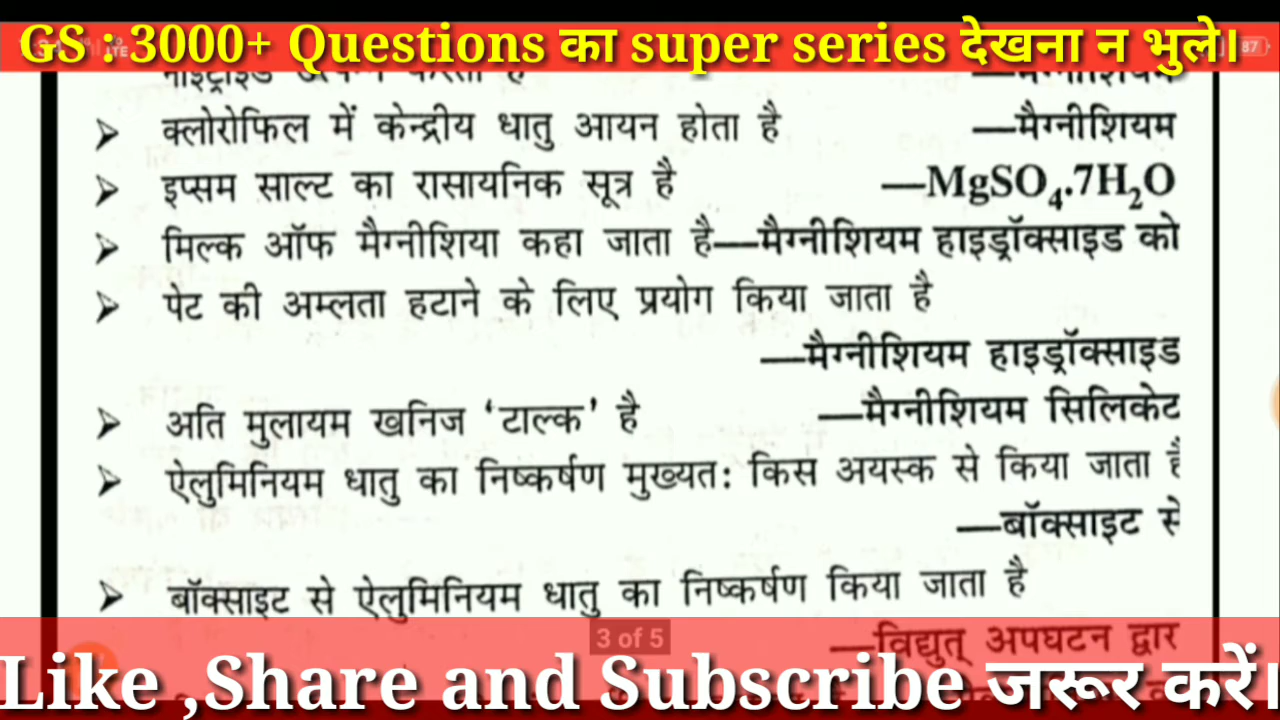 GS : 3000+ Questions का super series देखना न भुले।
87
क्लोरोफिल में केन्द्रीय धातु आयन होता है —मैग्नीशियम
इप्सम साल्ट का रासायनिक सूत्र है —MgSO₄.7H₂O
मिल्क ऑफ मैग्नीशिया कहा जाता है—मैग्नीशियम हाइड्रॉक्साइड को
पेट की अम्लता हटाने के लिए प्रयोग किया जाता है
—मैग्नीशियम हाइड्रॉक्साइड
अति मुलायम खनिज ‘टाल्क’ है —मैग्नीशियम सिलिकेट
ऐलुमिनियम धातु का निष्कर्षण मुख्यत: किस अयस्क से किया जाता है
—बॉक्साइट से
बॉक्साइट से ऐलुमिनियम धातु का निष्कर्षण किया जाता है
3 of 5
—विद्युत् अपघटन द्वार
Like ,Share and Subscribe जरूर करें।